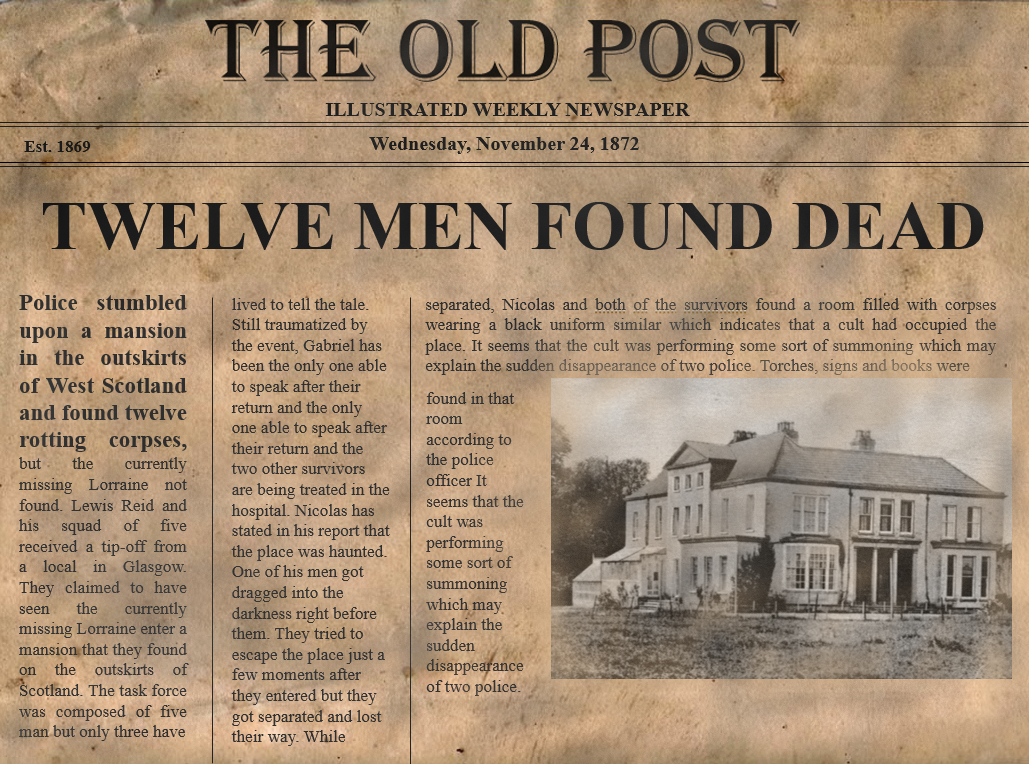 THE OLD POST
ILLUSTRATED WEEKLY NEWSPAPER
Est. 1869
Wednesday, November 24, 1872
TWELVE MEN FOUND DEAD
Police stumbled
upon a mansion
in the outskirts
of West Scotland
and found twelve
rotting corpses,
but the currently
missing Lorraine not
found. Lewis Reid and
his squad of five
received a tip-off from
a local in Glasgow.
They claimed to have
seen the currently
missing Lorraine enter a
mansion that they found
on the outskirts of
Scotland. The task force
was composed of five
man but only three have
lived to tell the tale.
Still traumatized by
the event, Gabriel has
been the only one able
to speak after their
return and the only
one able to speak after
their return and the
two other survivors
are being treated in the
hospital. Nicolas has
stated in his report that
the place was haunted.
One of his men got
dragged into the
darkness right before
them. They tried to
escape the place just a
few moments after
they entered but they
got separated and lost
their way. While
separated, Nicolas and both of the survivors found a room filled with corpses
wearing a black uniform similar which indicates that a cult had occupied the
place. It seems that the cult was performing some sort of summoning which may
explain the sudden disappearance of two police. Torches, signs and books were
found in that
room
according to
the police
officer It
seems that the
cult was
performing
some sort of
summoning
which may
explain the
sudden
disappearance
of two police.